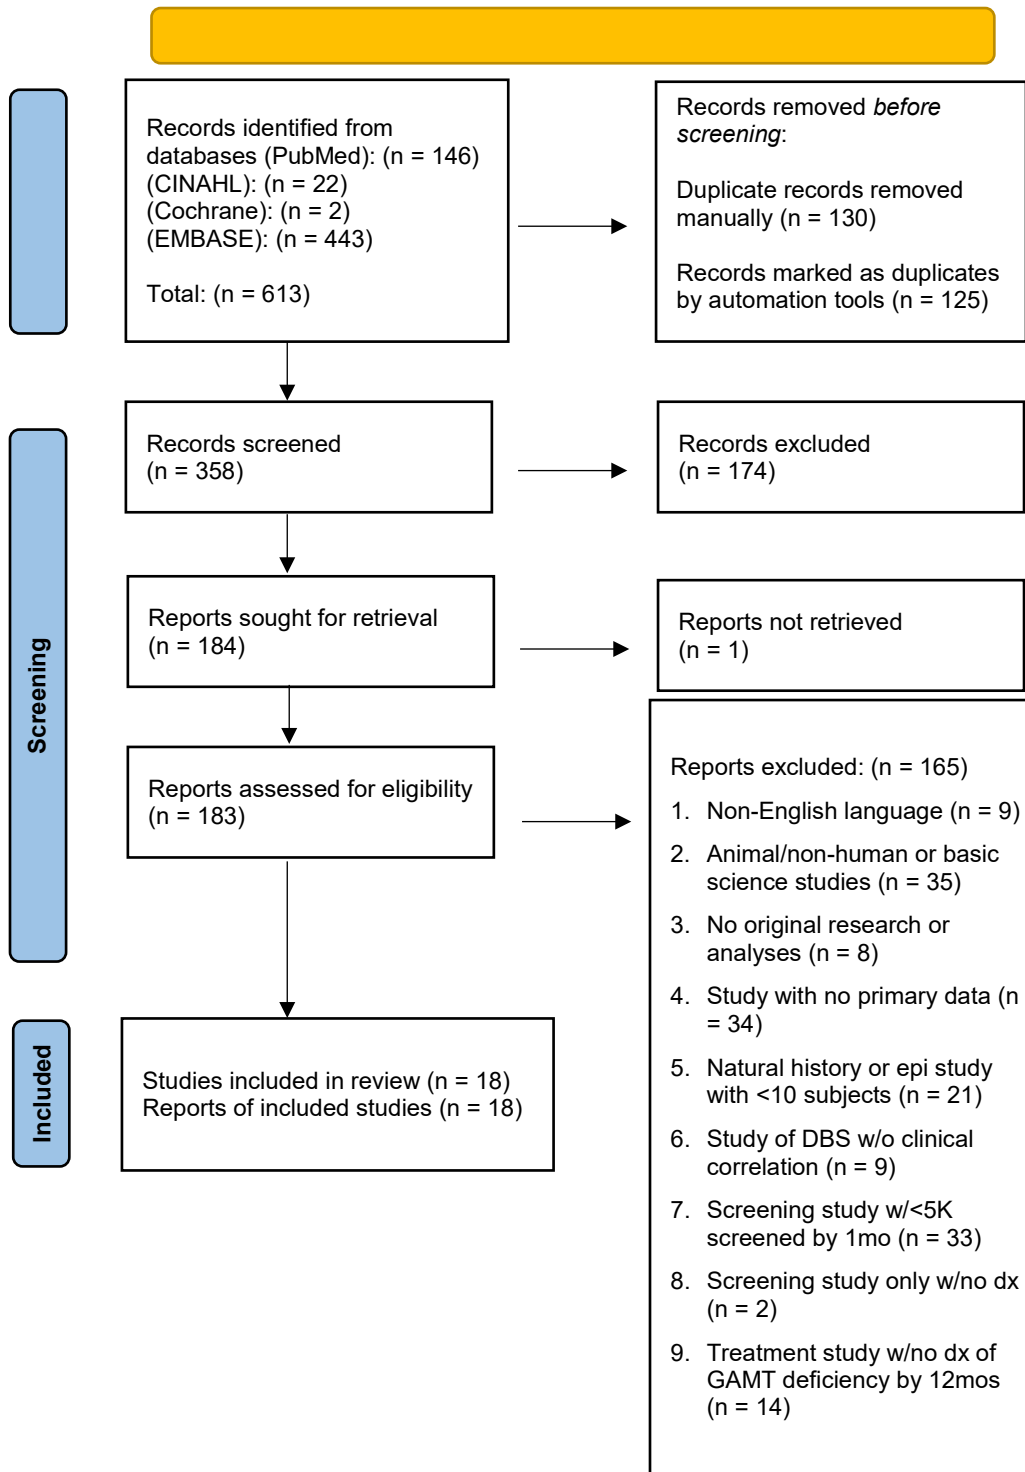 Records identified from
databases (PubMed): (n = 146)
(CINAHL): (n = 22)
(Cochrane): (n = 2)
(EMBASE): (n = 443)
Total: (n = 613)
Records removed before
screening:
Duplicate records removed
manually (n = 130)
Records marked as duplicates
by automation tools (n = 125)
Screening
Records screened
(n = 358)
Records excluded
(n = 174)
Reports sought for retrieval
(n = 184)
Reports not retrieved
(n = 1)
Reports assessed for eligibility
(n = 183)
Reports excluded: (n = 165)
1. Non-English language (n = 9)
2. Animal/non-human or basic
science studies (n = 35)
3. No original research or
analyses (n = 8)
4. Study with no primary data (n
= 34)
5. Natural history or epi study
with <10 subjects (n = 21)
6. Study of DBS w/o clinical
correlation (n = 9)
7. Screening study w/<5K
screened by 1mo (n = 33)
8. Screening study only w/no dx
(n = 2)
9. Treatment study w/no dx of
GAMT deficiency by 12mos
(n = 14)
Included
Studies included in review (n = 18)
Reports of included studies (n = 18)